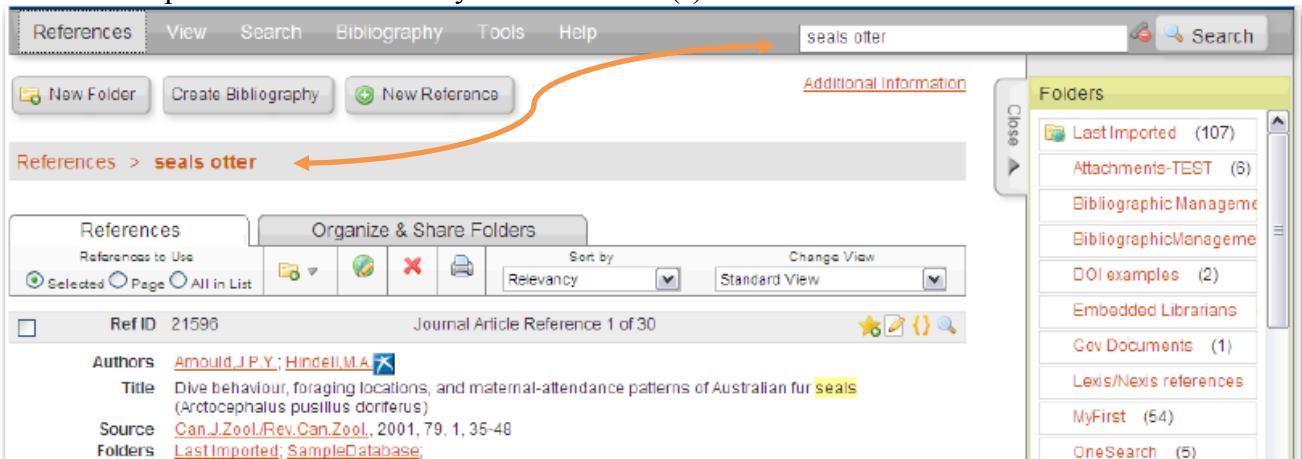 References View Search Bibliography Tools Help seals otter Search
New Folder Create Bibliography New Reference Additional Information
Close
Folders
References > seals otter
Last Imported (107)
Attachments-TEST (6)
Bibliographic Manageme
BibliographicManageme
DOI examples (2)
Embedded Librarians
Gov Documents (1)
Lexis/Nexis references
MyFirst (54)
OneSearch (5)
References Organize & Share Folders
References to Use Sort by Change View
Selected Page All in List Relevancy Standard View
Ref ID 21596 Journal Article Reference 1 of 30
Authors Arnould,J.P.Y.; Hindell,M.A.
Title Dive behaviour, foraging locations, and maternal-attendance patterns of Australian fur seals
(Arctocephalus pusillus doriferus)
Source Can.J.Zool./Rev.Can.Zool., 2001, 79, 1, 35-48
Folders Last Imported; SampleDatabase;